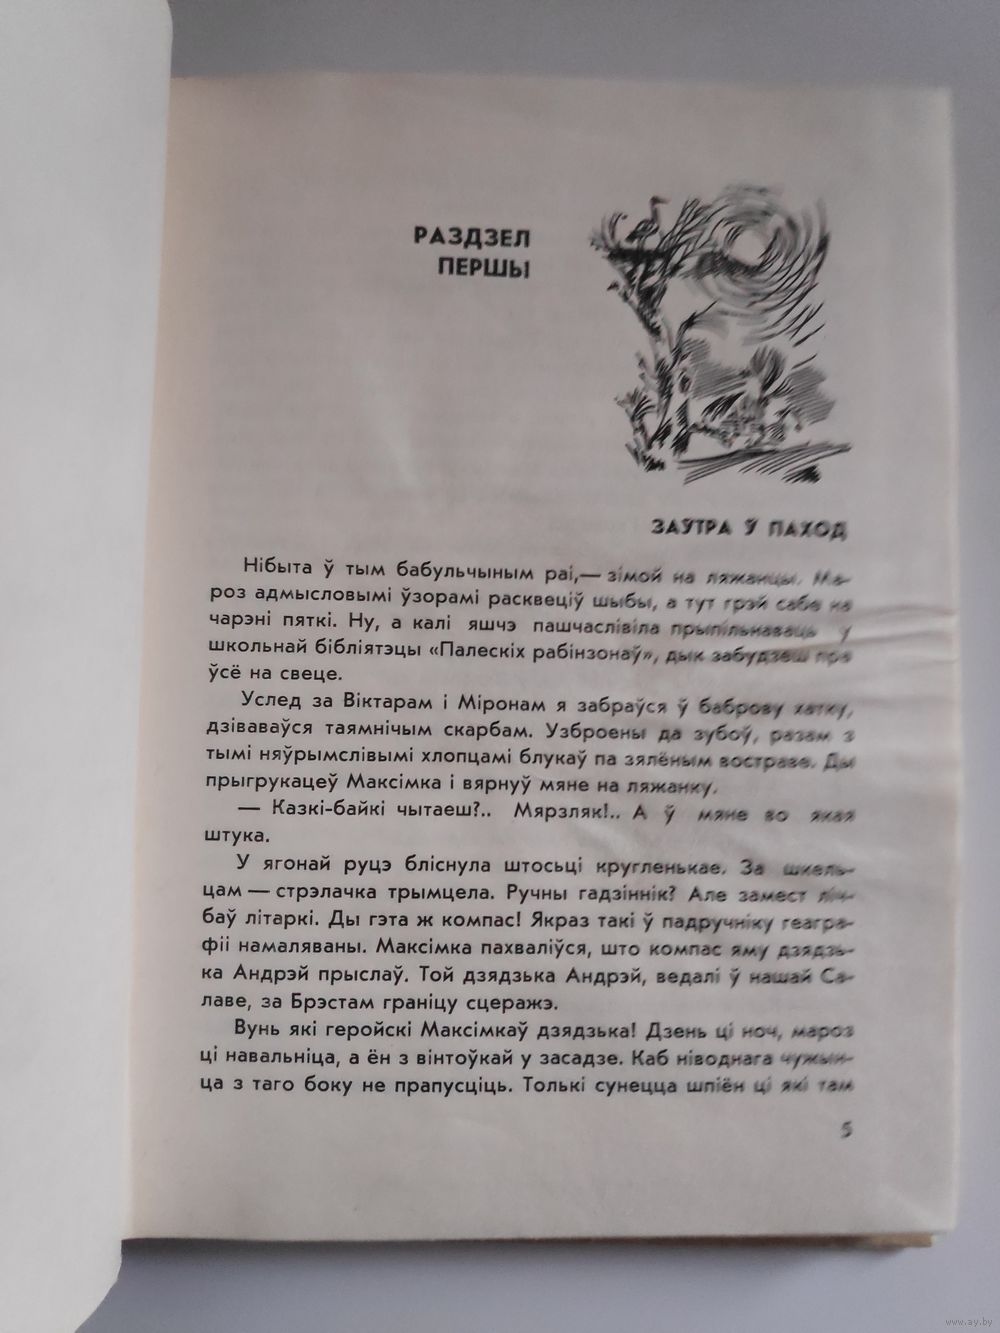 РАЗДЗЕЛ
ПЕРШЫ
ЗАЎТРА Ў ПАХОД
Нібыта ў тым бабульчыным раі,— зімой на ляжанцы. Ма-
роз адмысловымі ўзорамі расквеціў шыбы, а тут грэй сабе на
чарэні пяткі. Ну, а калі яшчэ пашчаслівіла прыпільнаваць у
школьнай бібліятэцы «Палескіх рабінзонаў», дык забудзеш пра
ўсё на свеце.
Услед за Віктарам і Міронам я забраўся ў баброву хатку,
дзіваваўся таямнічым скарбам. Узброены да зубоў, разам з
тымі няўрымслівымі хлопцамі блукаў па зялёным востраве. Ды
прыгрукацеў Максімка і вярнуў мяне на ляжанку.
— Казкі-байкі чытаеш?.. Мярзляк!.. А ў мяне во якая
штука.
У ягонай руцэ бліснула штосьці кругленькае. За шкель-
цам — стрэлачка трымцела. Ручны гадзіннік? Але замест ліч-
баў літаркі. Ды гэта ж компас! Якраз такі ў падручніку геагра-
фіі намаляваны. Максімка пахваліўся, што компас яму дзядзь-
ка Андрэй прыслаў. Той дзядзька Андрэй, ведалі ў нашай Са-
лаве, за Брэстам граніцу сцеражэ.
Вунь які геройскі Максімкаў дзядзька! Дзень ці ноч, мароз
ці навальніца, а ён з вінтоўкай у засадзе. Каб ніводнага чужын-
ца з таго боку не прапусціць. Толькі сунецца шпіён ці які там
5
www.ay.by